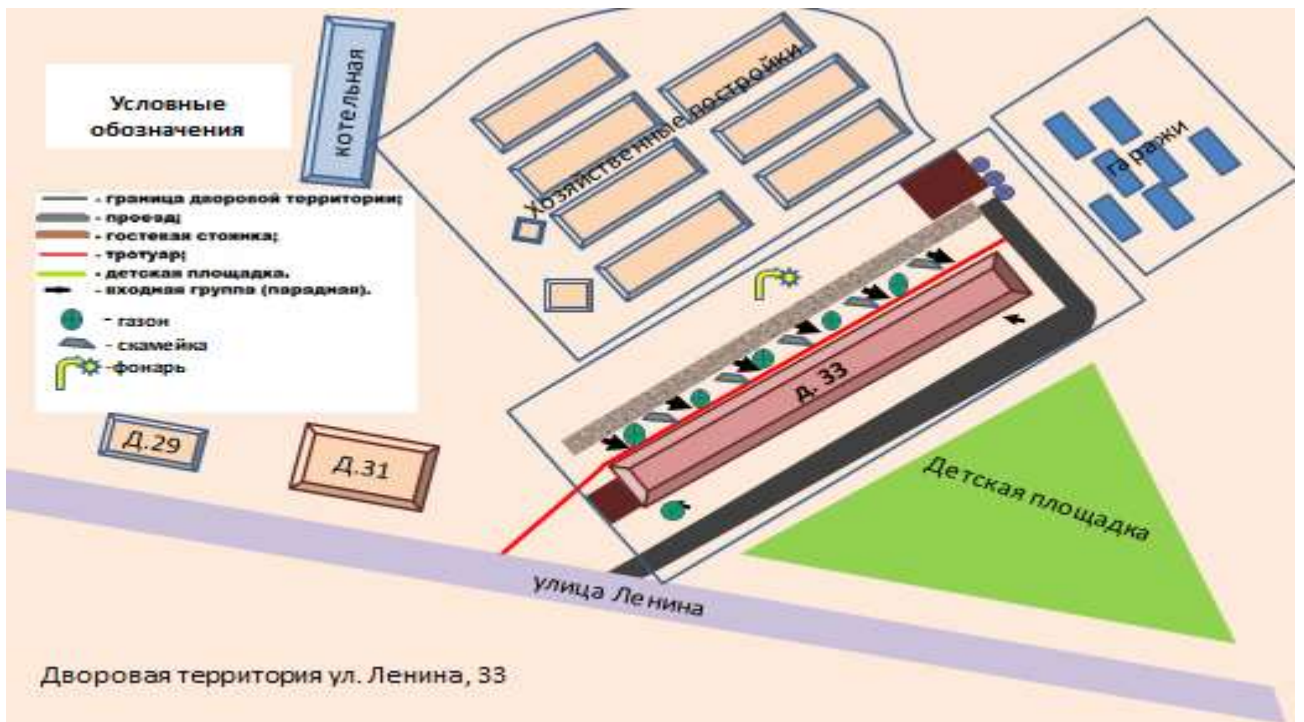 Условные
обозначения
- граница дворовой территории;
- проезд;
- гостевая стоянка;
- тротуар;
- детская площадка.
- входная группа (парадная).
- газон
- скамейка
-фонарь
котельная
Хозяйственные постройки
гаражи
д. 33
Д.29
Д.31
Детская площадка
улица Ленина
Дворовая территория ул. Ленина, 33